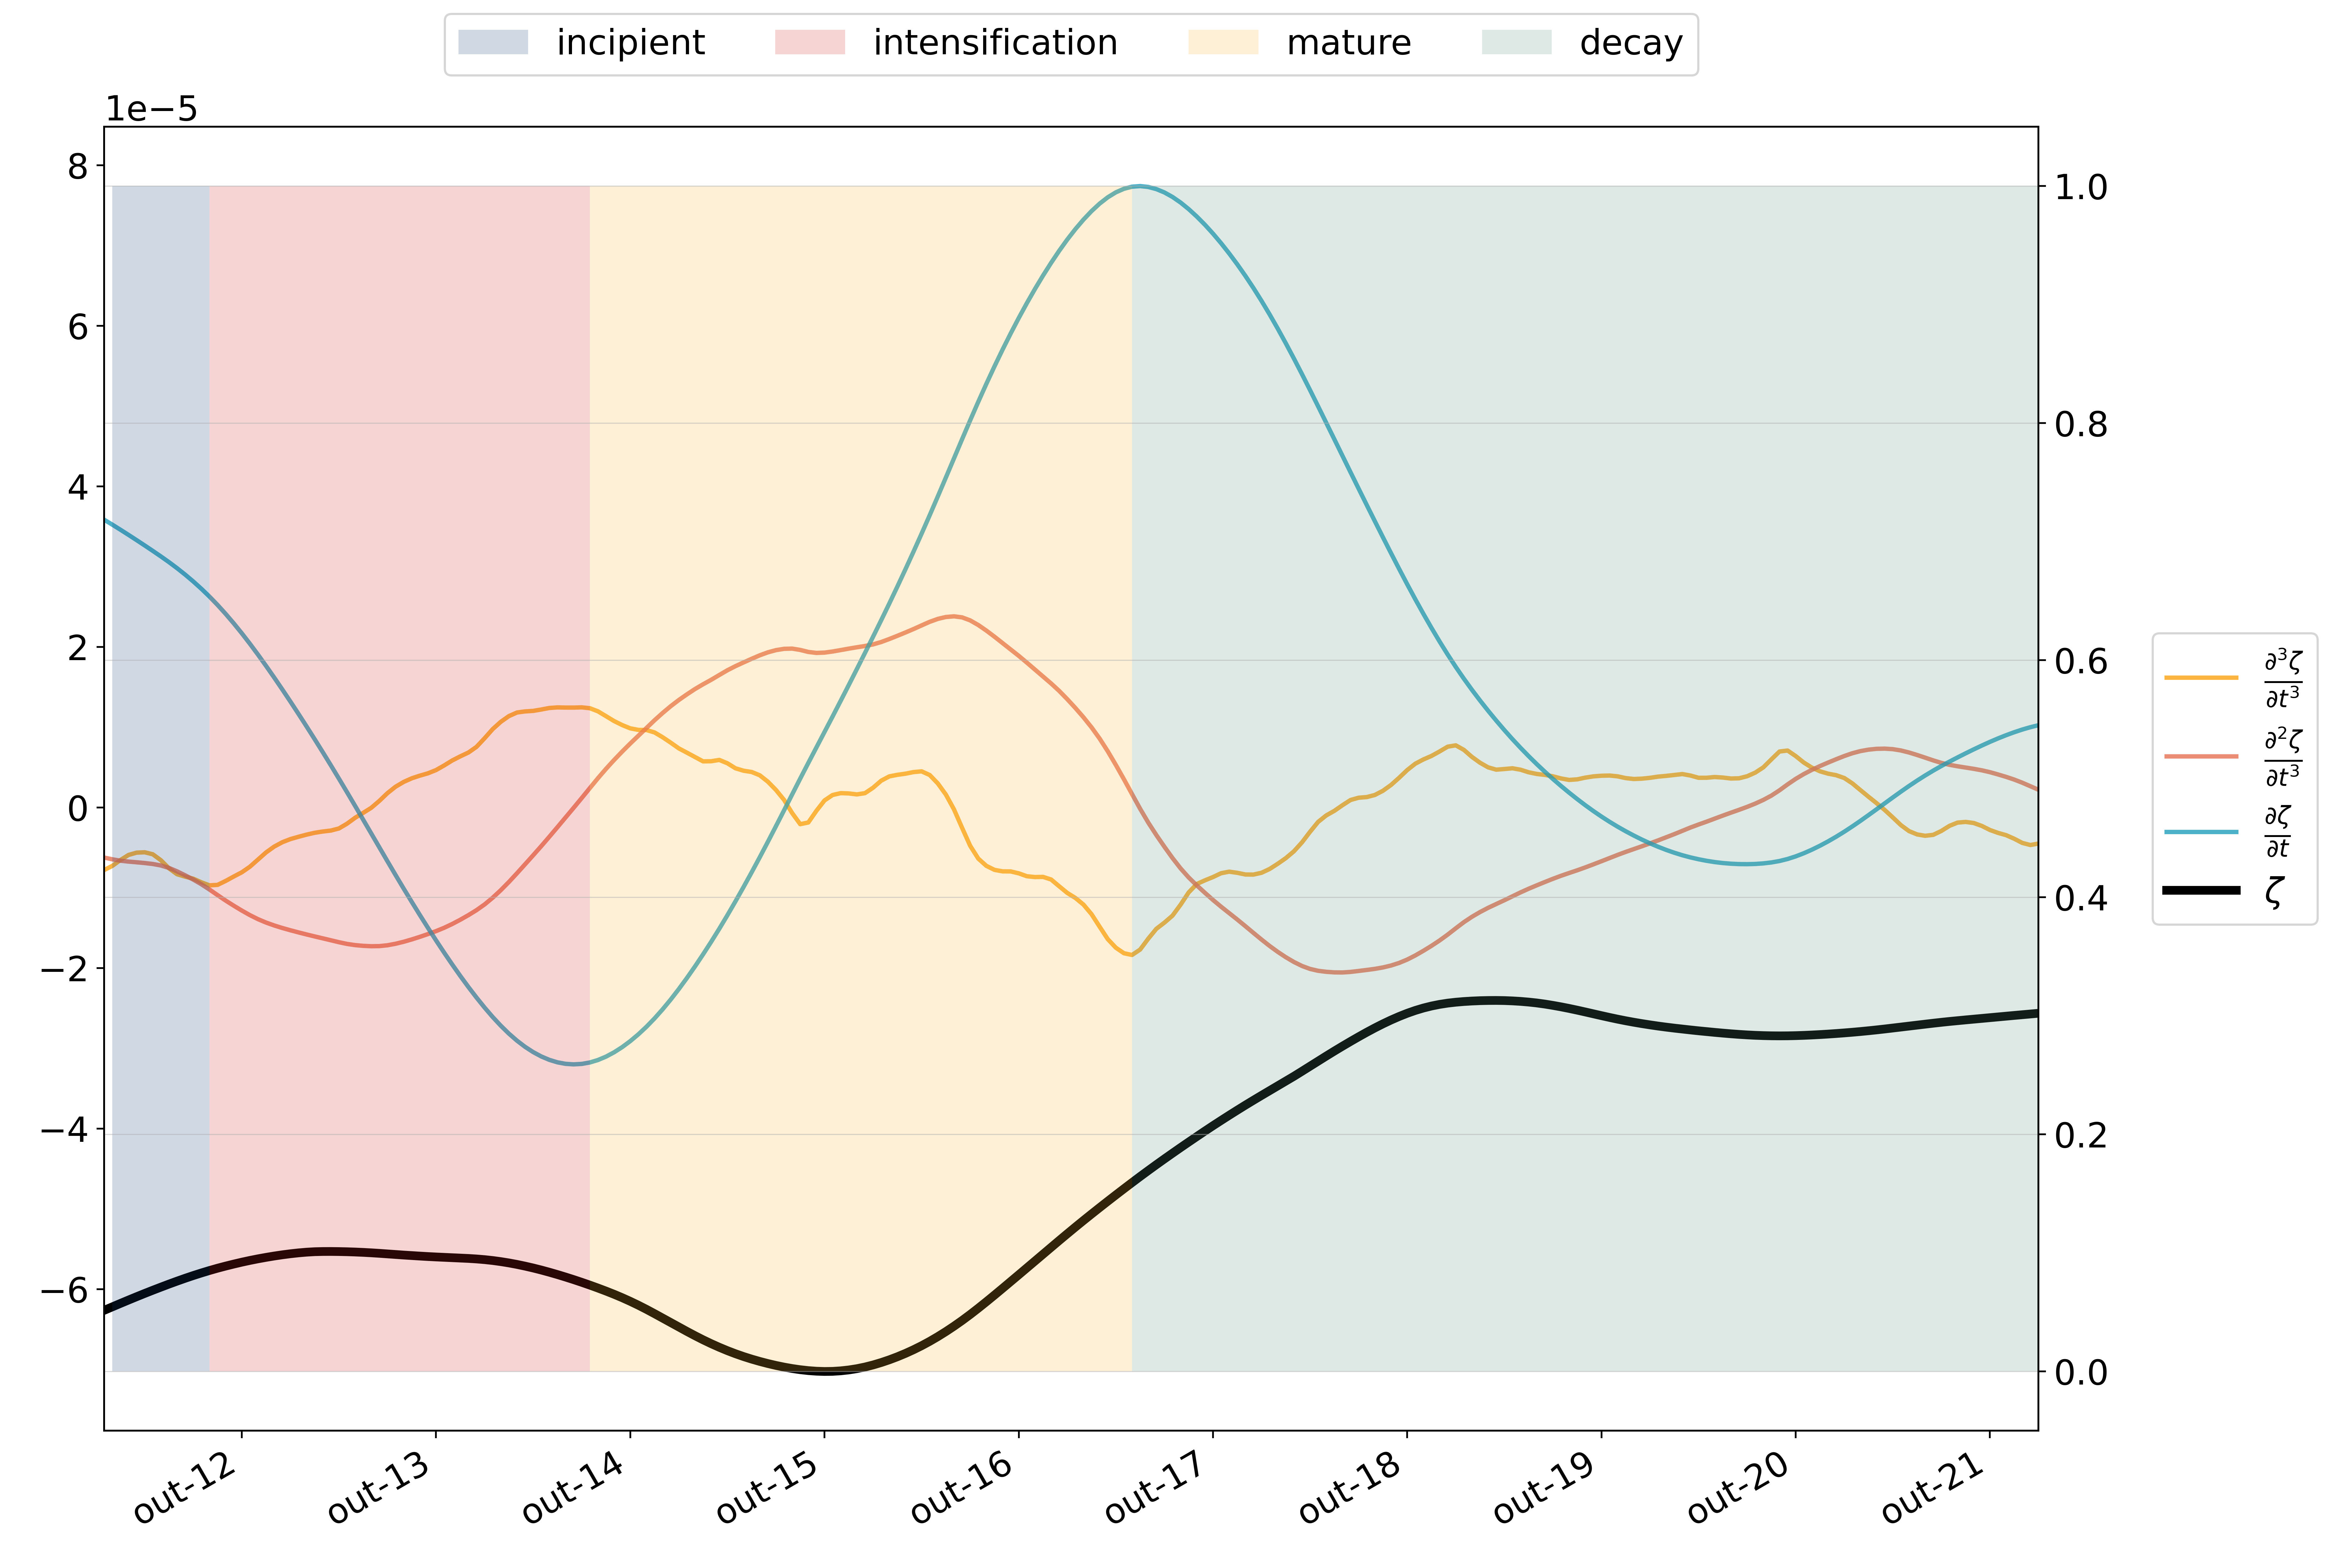 incipient intensification mature decay
1e−5
8
6
4
2
0
−2
−4
−6
1.0
0.8
0.6
0.4
0.2
0.0
∂³ζ
∂t³
∂²ζ
∂t³
∂ζ
∂t
ζ
out-12 out-13 out-14 out-15 out-16 out-17 out-18 out-19 out-20 out-21